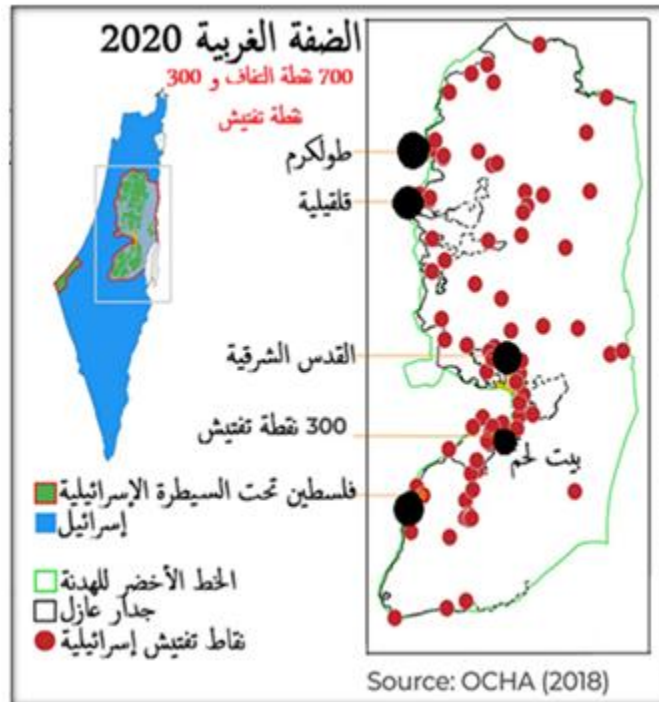 الضفة الغربية 2020
700 نقطة التفاف و 300
نقطة تفتيش
طولكرم
قلقيلية
القدس الشرقية
300 نقطة تفتيش
بيت لحم
فلسطين تحت السيطرة الإسرائيلية
إسرائيل
الخط الأخضر للهدنة
جدار عازل
نقاط تفتيش إسرائيلية
Source: OCHA (2018)